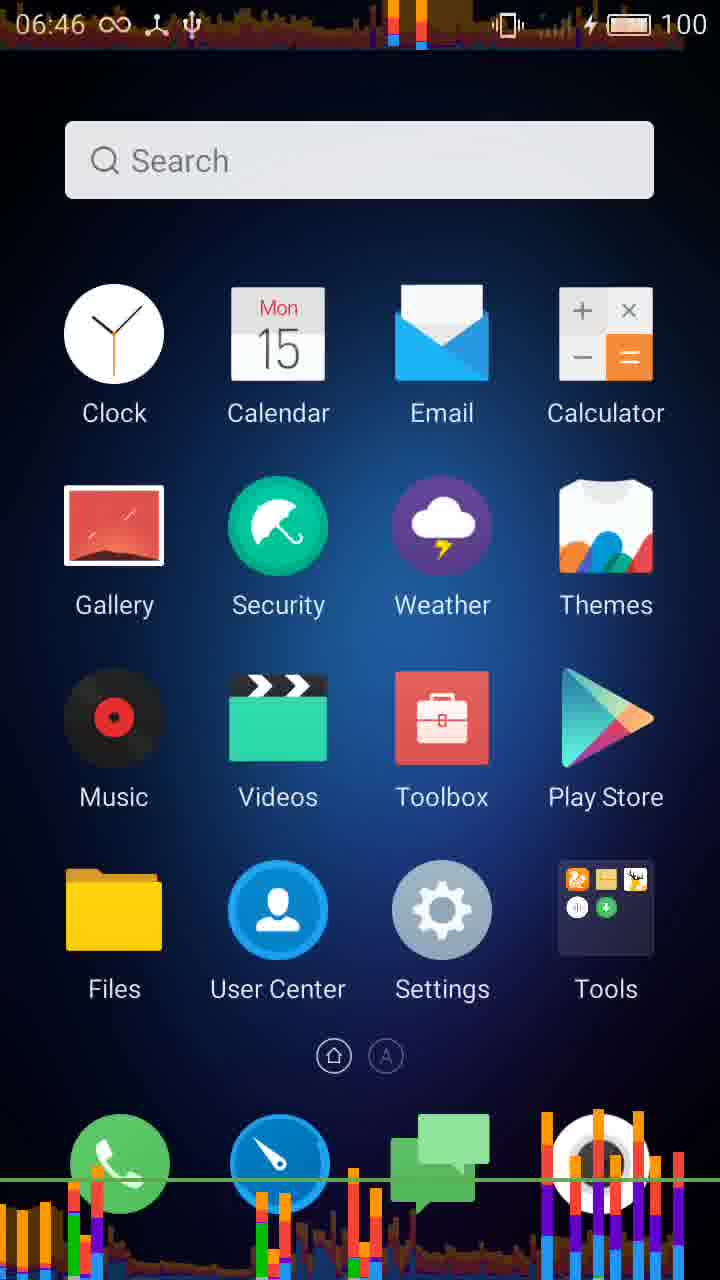 06:46 100
Search
Mon
15
Clock Calendar Email Calculator
Gallery Security Weather Themes
Music Videos Toolbox Play Store
Files User Center Settings Tools
A